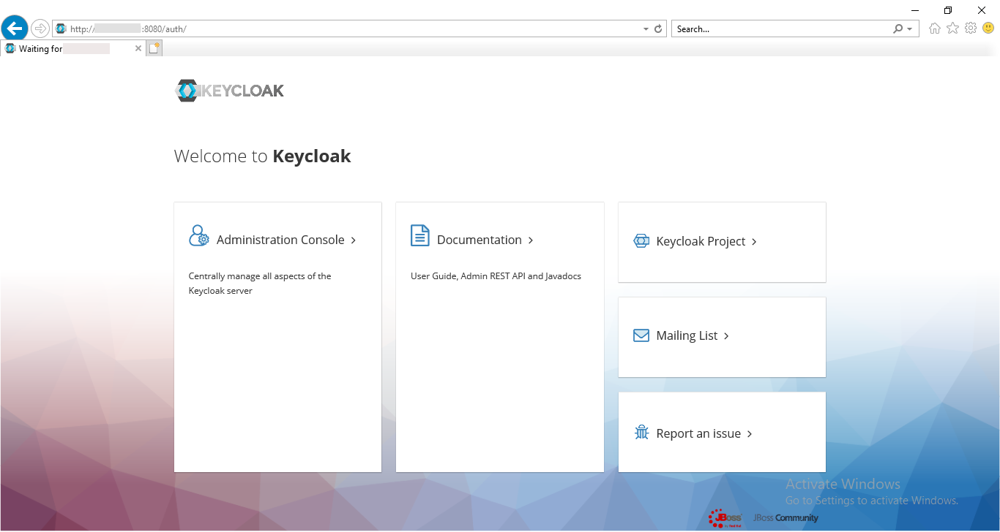 http:// :8080/auth/
Search...
Waiting for
KEYCLOAK
Welcome to Keycloak
Administration Console
Centrally manage all aspects of the
Keycloak server
Documentation
User Guide, Admin REST API and Javadocs
Keycloak Project
Mailing List
Report an issue
Activate Windows
Go to Settings to activate Windows.
JBoss
by Red Hat
JBoss Community